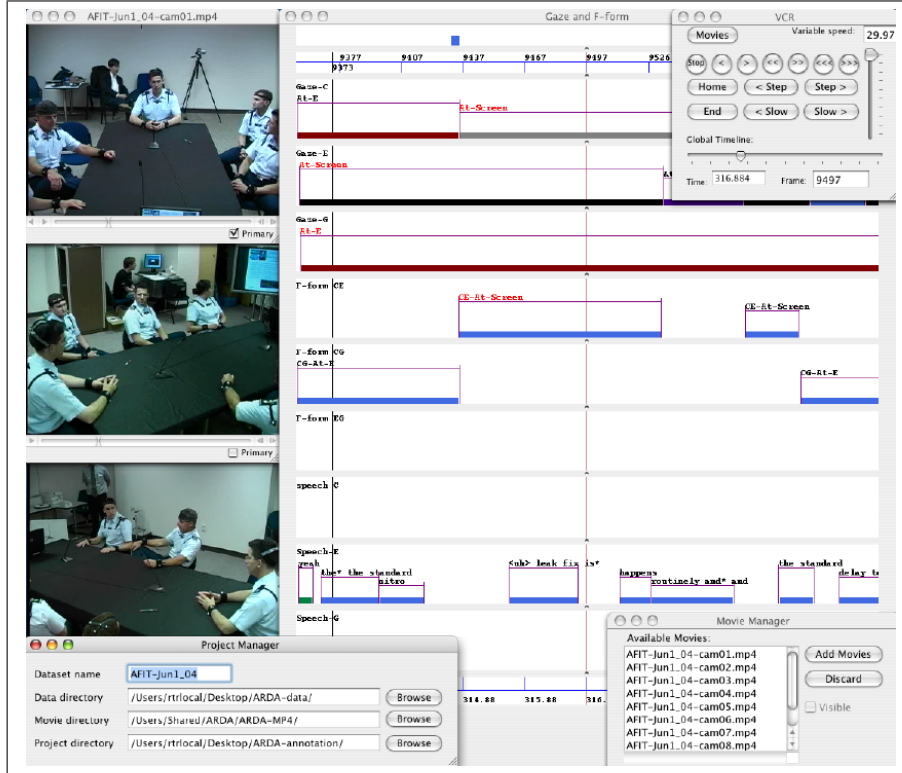 AFIT-Jun1_04-cam01.mp4
Primary
Primary
Gaze and F-form
9377 9407 9437 9467 9497 9526
9373
Gaze-C
At-E
At-Screen
Gaze-E
At-Screen
Gaze-G
At-E
F-form CE
CE-At-Screen
CE-At-Screen
F-form CG
CG-At-E
CG-At-E
F-form EG
speech C
Speech-E
yeah
the* the standard
nitro
<uh> leak fix is*
happens
routinely and* and
the standard
delay to
Speech-G
314.88 315.88 316.
VCR
Movies
Variable speed:
29.97
Stop < > << >> <<< >>>
Home < Step Step >
End < Slow Slow >
Global Timeline:
Time: 316.884 Frame: 9497
Project Manager
Dataset name AFIT-Jun1_04
Data directory /Users/rtrlocal/Desktop/ARDA-data/ Browse
Movie directory /Users/Shared/ARDA/ARDA-MP4/ Browse
Project directory /Users/rtrlocal/Desktop/ARDA-annotation/ Browse
Movie Manager
Available Movies:
AFIT-Jun1_04-cam01.mp4
AFIT-Jun1_04-cam02.mp4
AFIT-Jun1_04-cam03.mp4
AFIT-Jun1_04-cam04.mp4
AFIT-Jun1_04-cam05.mp4
AFIT-Jun1_04-cam06.mp4
AFIT-Jun1_04-cam07.mp4
AFIT-Jun1_04-cam08.mp4
Add Movies
Discard
Visible